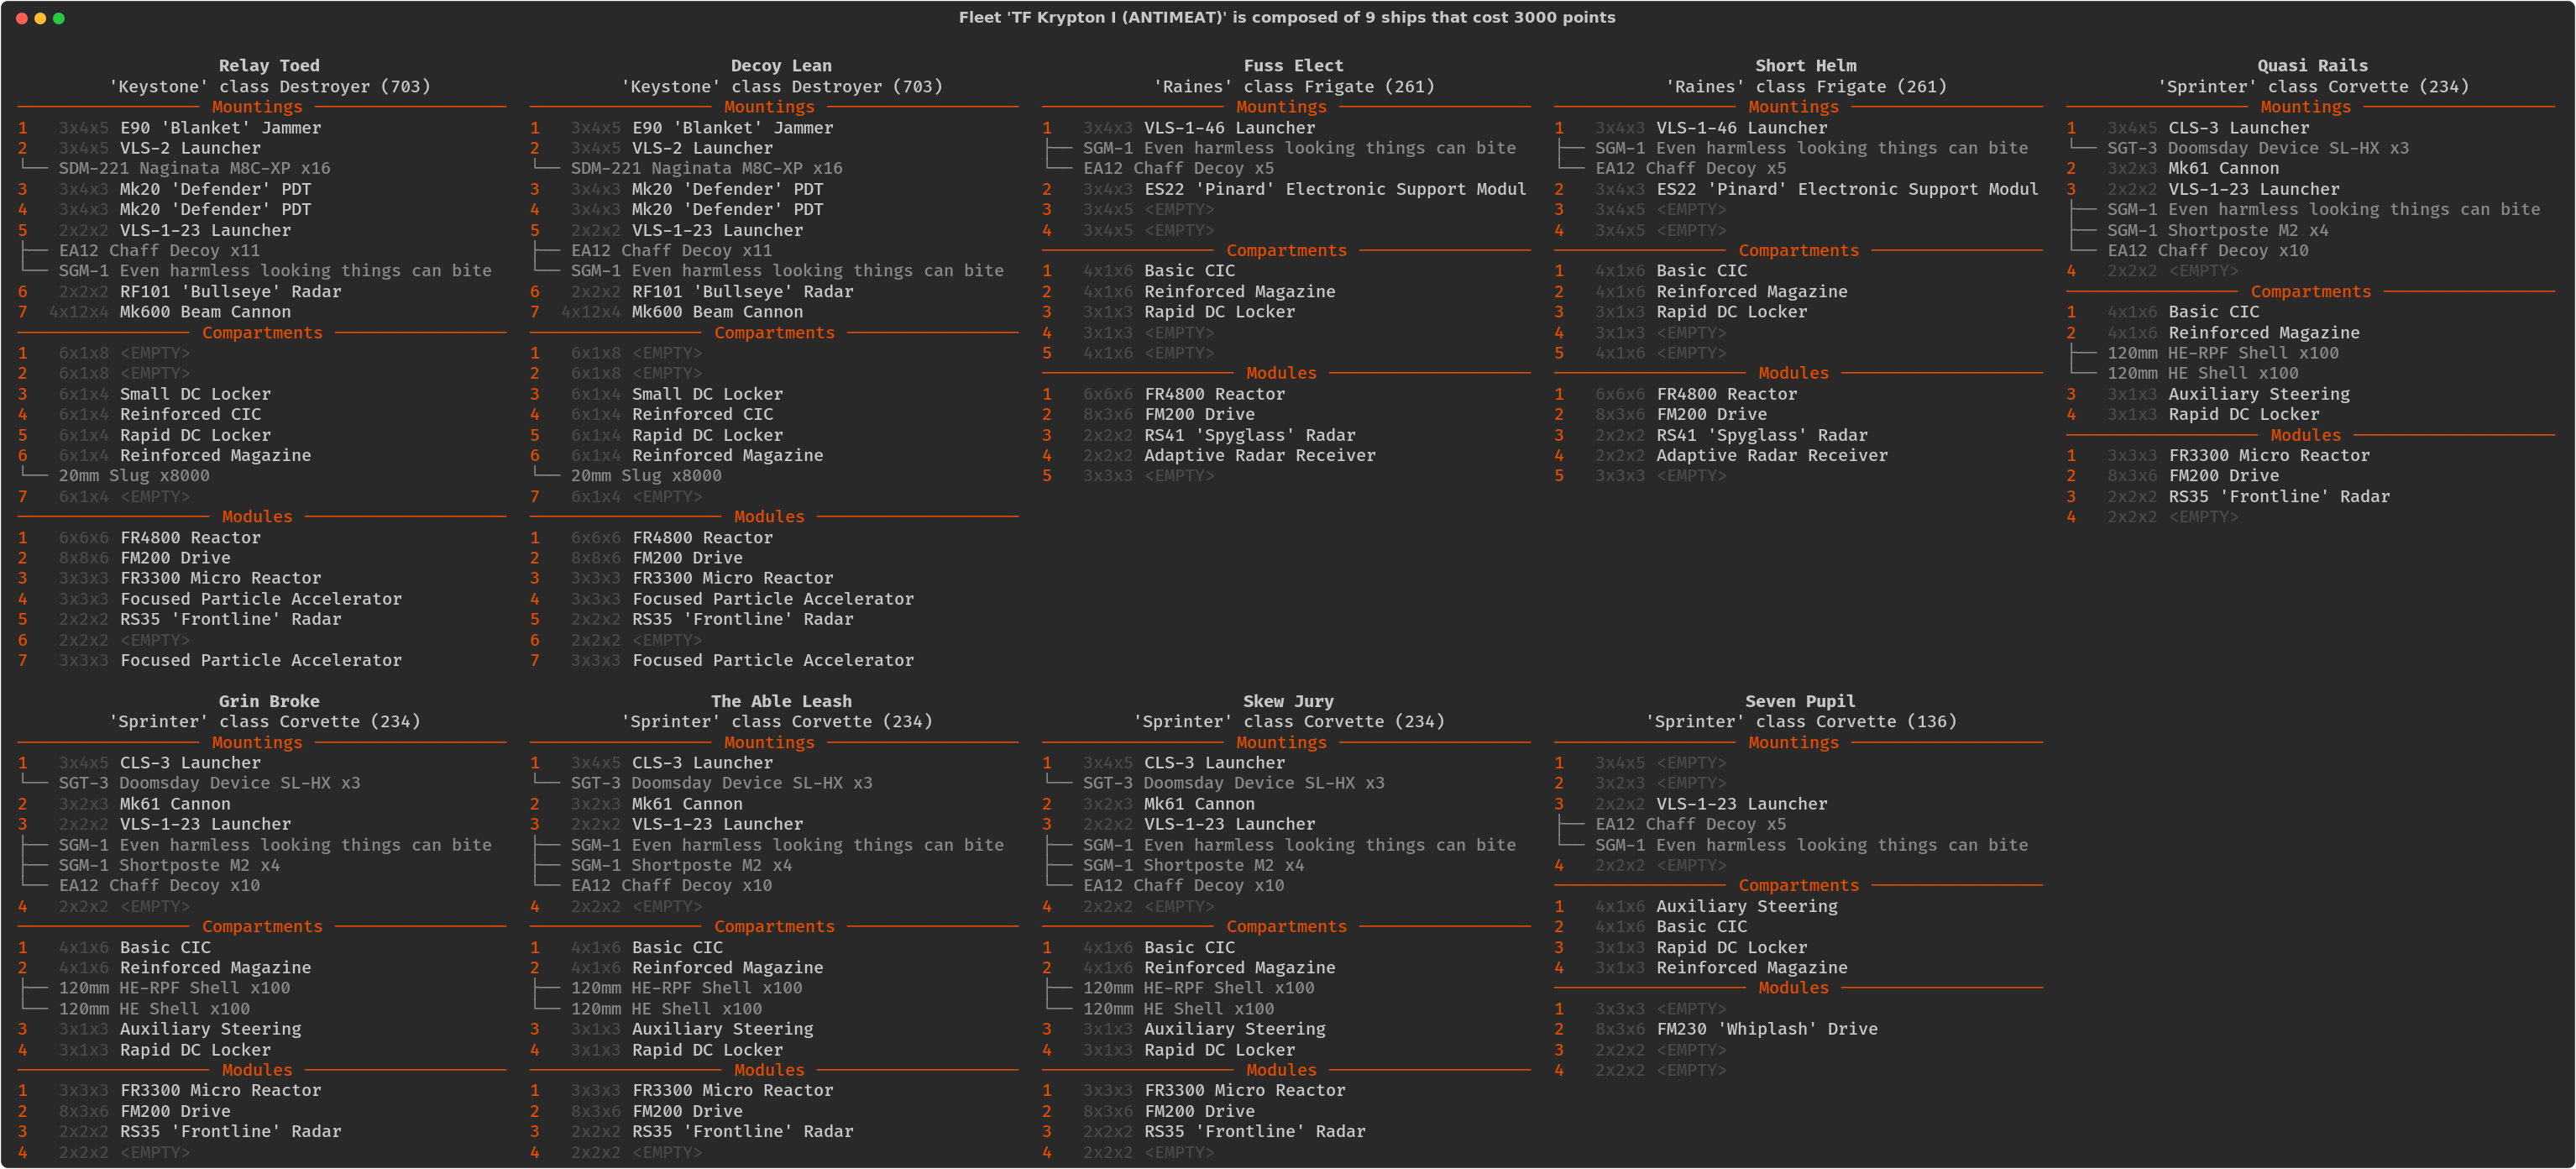 Fleet 'TF Krypton I (ANTIMEAT)' is composed of 9 ships that cost 3000 points
Relay Toed
'Keystone' class Destroyer (703)
Mountings
1 3x4x5 E90 'Blanket' Jammer
2 3x4x5 VLS-2 Launcher
└── SDM-221 Naginata M8C-XP x16
3 3x4x3 Mk20 'Defender' PDT
4 3x4x3 Mk20 'Defender' PDT
5 2x2x2 VLS-1-23 Launcher
├── EA12 Chaff Decoy x11
└── SGM-1 Even harmless looking things can bite
6 2x2x2 RF101 'Bullseye' Radar
7 4x12x4 Mk600 Beam Cannon
Compartments
1 6x1x8 <EMPTY>
2 6x1x8 <EMPTY>
3 6x1x4 Small DC Locker
4 6x1x4 Reinforced CIC
5 6x1x4 Rapid DC Locker
6 6x1x4 Reinforced Magazine
└── 20mm Slug x8000
7 6x1x4 <EMPTY>
Modules
1 6x6x6 FR4800 Reactor
2 8x8x6 FM200 Drive
3 3x3x3 FR3300 Micro Reactor
4 3x3x3 Focused Particle Accelerator
5 2x2x2 RS35 'Frontline' Radar
6 2x2x2 <EMPTY>
7 3x3x3 Focused Particle Accelerator
Decoy Lean
'Keystone' class Destroyer (703)
Mountings
1 3x4x5 E90 'Blanket' Jammer
2 3x4x5 VLS-2 Launcher
└── SDM-221 Naginata M8C-XP x16
3 3x4x3 Mk20 'Defender' PDT
4 3x4x3 Mk20 'Defender' PDT
5 2x2x2 VLS-1-23 Launcher
├── EA12 Chaff Decoy x11
└── SGM-1 Even harmless looking things can bite
6 2x2x2 RF101 'Bullseye' Radar
7 4x12x4 Mk600 Beam Cannon
Compartments
1 6x1x8 <EMPTY>
2 6x1x8 <EMPTY>
3 6x1x4 Small DC Locker
4 6x1x4 Reinforced CIC
5 6x1x4 Rapid DC Locker
6 6x1x4 Reinforced Magazine
└── 20mm Slug x8000
7 6x1x4 <EMPTY>
Modules
1 6x6x6 FR4800 Reactor
2 8x8x6 FM200 Drive
3 3x3x3 FR3300 Micro Reactor
4 3x3x3 Focused Particle Accelerator
5 2x2x2 RS35 'Frontline' Radar
6 2x2x2 <EMPTY>
7 3x3x3 Focused Particle Accelerator
Fuss Elect
'Raines' class Frigate (261)
Mountings
1 3x4x3 VLS-1-46 Launcher
├── SGM-1 Even harmless looking things can bite
└── EA12 Chaff Decoy x5
2 3x4x3 ES22 'Pinard' Electronic Support Modul
3 3x4x5 <EMPTY>
4 3x4x5 <EMPTY>
Compartments
1 4x1x6 Basic CIC
2 4x1x6 Reinforced Magazine
3 3x1x3 Rapid DC Locker
4 3x1x3 <EMPTY>
5 4x1x6 <EMPTY>
Modules
1 6x6x6 FR4800 Reactor
2 8x3x6 FM200 Drive
3 2x2x2 RS41 'Spyglass' Radar
4 2x2x2 Adaptive Radar Receiver
5 3x3x3 <EMPTY>
Short Helm
'Raines' class Frigate (261)
Mountings
1 3x4x3 VLS-1-46 Launcher
├── SGM-1 Even harmless looking things can bite
└── EA12 Chaff Decoy x5
2 3x4x3 ES22 'Pinard' Electronic Support Modul
3 3x4x5 <EMPTY>
4 3x4x5 <EMPTY>
Compartments
1 4x1x6 Basic CIC
2 4x1x6 Reinforced Magazine
3 3x1x3 Rapid DC Locker
4 3x1x3 <EMPTY>
5 4x1x6 <EMPTY>
Modules
1 6x6x6 FR4800 Reactor
2 8x3x6 FM200 Drive
3 2x2x2 RS41 'Spyglass' Radar
4 2x2x2 Adaptive Radar Receiver
5 3x3x3 <EMPTY>
Quasi Rails
'Sprinter' class Corvette (234)
Mountings
1 3x4x5 CLS-3 Launcher
└── SGT-3 Doomsday Device SL-HX x3
2 3x2x3 Mk61 Cannon
3 2x2x2 VLS-1-23 Launcher
├── SGM-1 Even harmless looking things can bite
├── SGM-1 Shortposte M2 x4
└── EA12 Chaff Decoy x10
4 2x2x2 <EMPTY>
Compartments
1 4x1x6 Basic CIC
2 4x1x6 Reinforced Magazine
├── 120mm HE-RPF Shell x100
└── 120mm HE Shell x100
3 3x1x3 Auxiliary Steering
4 3x1x3 Rapid DC Locker
Modules
1 3x3x3 FR3300 Micro Reactor
2 8x3x6 FM200 Drive
3 2x2x2 RS35 'Frontline' Radar
4 2x2x2 <EMPTY>
Grin Broke
'Sprinter' class Corvette (234)
Mountings
1 3x4x5 CLS-3 Launcher
└── SGT-3 Doomsday Device SL-HX x3
2 3x2x3 Mk61 Cannon
3 2x2x2 VLS-1-23 Launcher
├── SGM-1 Even harmless looking things can bite
├── SGM-1 Shortposte M2 x4
└── EA12 Chaff Decoy x10
4 2x2x2 <EMPTY>
Compartments
1 4x1x6 Basic CIC
2 4x1x6 Reinforced Magazine
├── 120mm HE-RPF Shell x100
└── 120mm HE Shell x100
3 3x1x3 Auxiliary Steering
4 3x1x3 Rapid DC Locker
Modules
1 3x3x3 FR3300 Micro Reactor
2 8x3x6 FM200 Drive
3 2x2x2 RS35 'Frontline' Radar
4 2x2x2 <EMPTY>
The Able Leash
'Sprinter' class Corvette (234)
Mountings
1 3x4x5 CLS-3 Launcher
└── SGT-3 Doomsday Device SL-HX x3
2 3x2x3 Mk61 Cannon
3 2x2x2 VLS-1-23 Launcher
├── SGM-1 Even harmless looking things can bite
├── SGM-1 Shortposte M2 x4
└── EA12 Chaff Decoy x10
4 2x2x2 <EMPTY>
Compartments
1 4x1x6 Basic CIC
2 4x1x6 Reinforced Magazine
├── 120mm HE-RPF Shell x100
└── 120mm HE Shell x100
3 3x1x3 Auxiliary Steering
4 3x1x3 Rapid DC Locker
Modules
1 3x3x3 FR3300 Micro Reactor
2 8x3x6 FM200 Drive
3 2x2x2 RS35 'Frontline' Radar
4 2x2x2 <EMPTY>
Skew Jury
'Sprinter' class Corvette (234)
Mountings
1 3x4x5 CLS-3 Launcher
└── SGT-3 Doomsday Device SL-HX x3
2 3x2x3 Mk61 Cannon
3 2x2x2 VLS-1-23 Launcher
├── SGM-1 Even harmless looking things can bite
├── SGM-1 Shortposte M2 x4
└── EA12 Chaff Decoy x10
4 2x2x2 <EMPTY>
Compartments
1 4x1x6 Basic CIC
2 4x1x6 Reinforced Magazine
├── 120mm HE-RPF Shell x100
└── 120mm HE Shell x100
3 3x1x3 Auxiliary Steering
4 3x1x3 Rapid DC Locker
Modules
1 3x3x3 FR3300 Micro Reactor
2 8x3x6 FM200 Drive
3 2x2x2 RS35 'Frontline' Radar
4 2x2x2 <EMPTY>
Seven Pupil
'Sprinter' class Corvette (136)
Mountings
1 3x4x5 <EMPTY>
2 3x2x3 <EMPTY>
3 2x2x2 VLS-1-23 Launcher
├── EA12 Chaff Decoy x5
└── SGM-1 Even harmless looking things can bite
4 2x2x2 <EMPTY>
Compartments
1 4x1x6 Auxiliary Steering
2 4x1x6 Basic CIC
3 3x1x3 Rapid DC Locker
4 3x1x3 Reinforced Magazine
Modules
1 3x3x3 <EMPTY>
2 8x3x6 FM230 'Whiplash' Drive
3 2x2x2 <EMPTY>
4 2x2x2 <EMPTY>